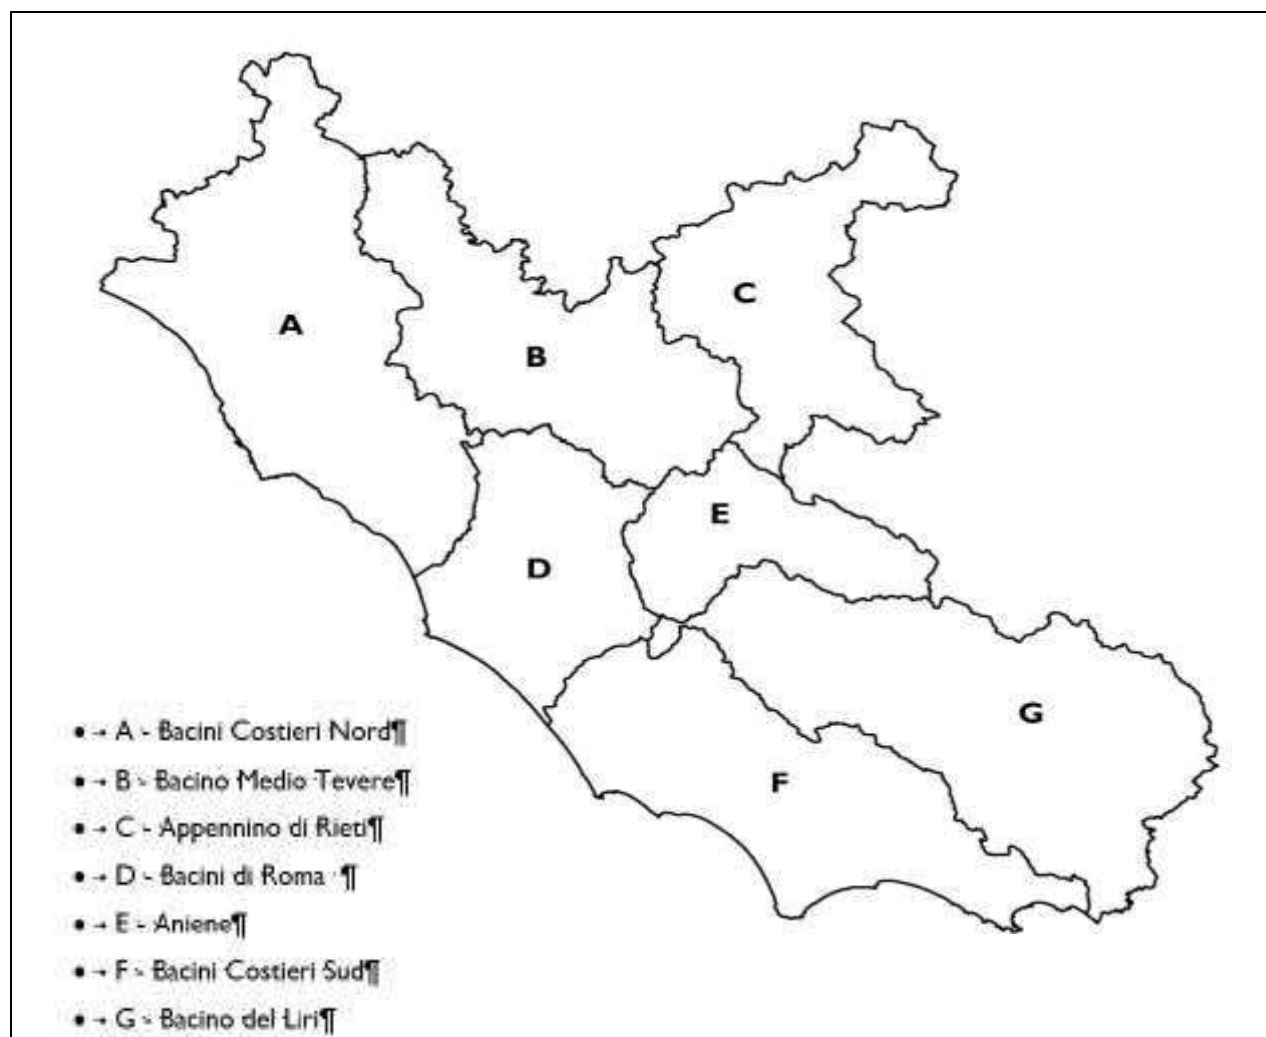 A
B
C
D
E
F
G
• → A - Bacini Costieri Nord¶
• → B - Bacino Medio Tevere¶
• → C - Appennino di Rieti¶
• → D - Bacini di Roma ¶
• → E - Aniene¶
• → F - Bacini Costieri Sud¶
• → G - Bacino del Liri¶